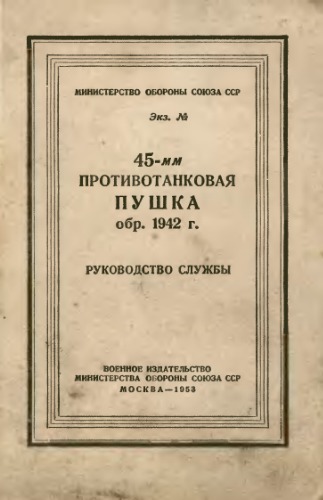 МИНИСТЕРСТВО ОБОРОНЫ СОЮЗА ССР
Экз. №
45-мм
ПРОТИВОТАНКОВАЯ
ПУШКА
обр. 1942 г.
РУКОВОДСТВО СЛУЖБЫ
ВОЕННОЕ ИЗДАТЕЛЬСТВО
МИНИСТЕРСТВА ОБОРОНЫ СОЮЗА ССР
МОСКВА—1953